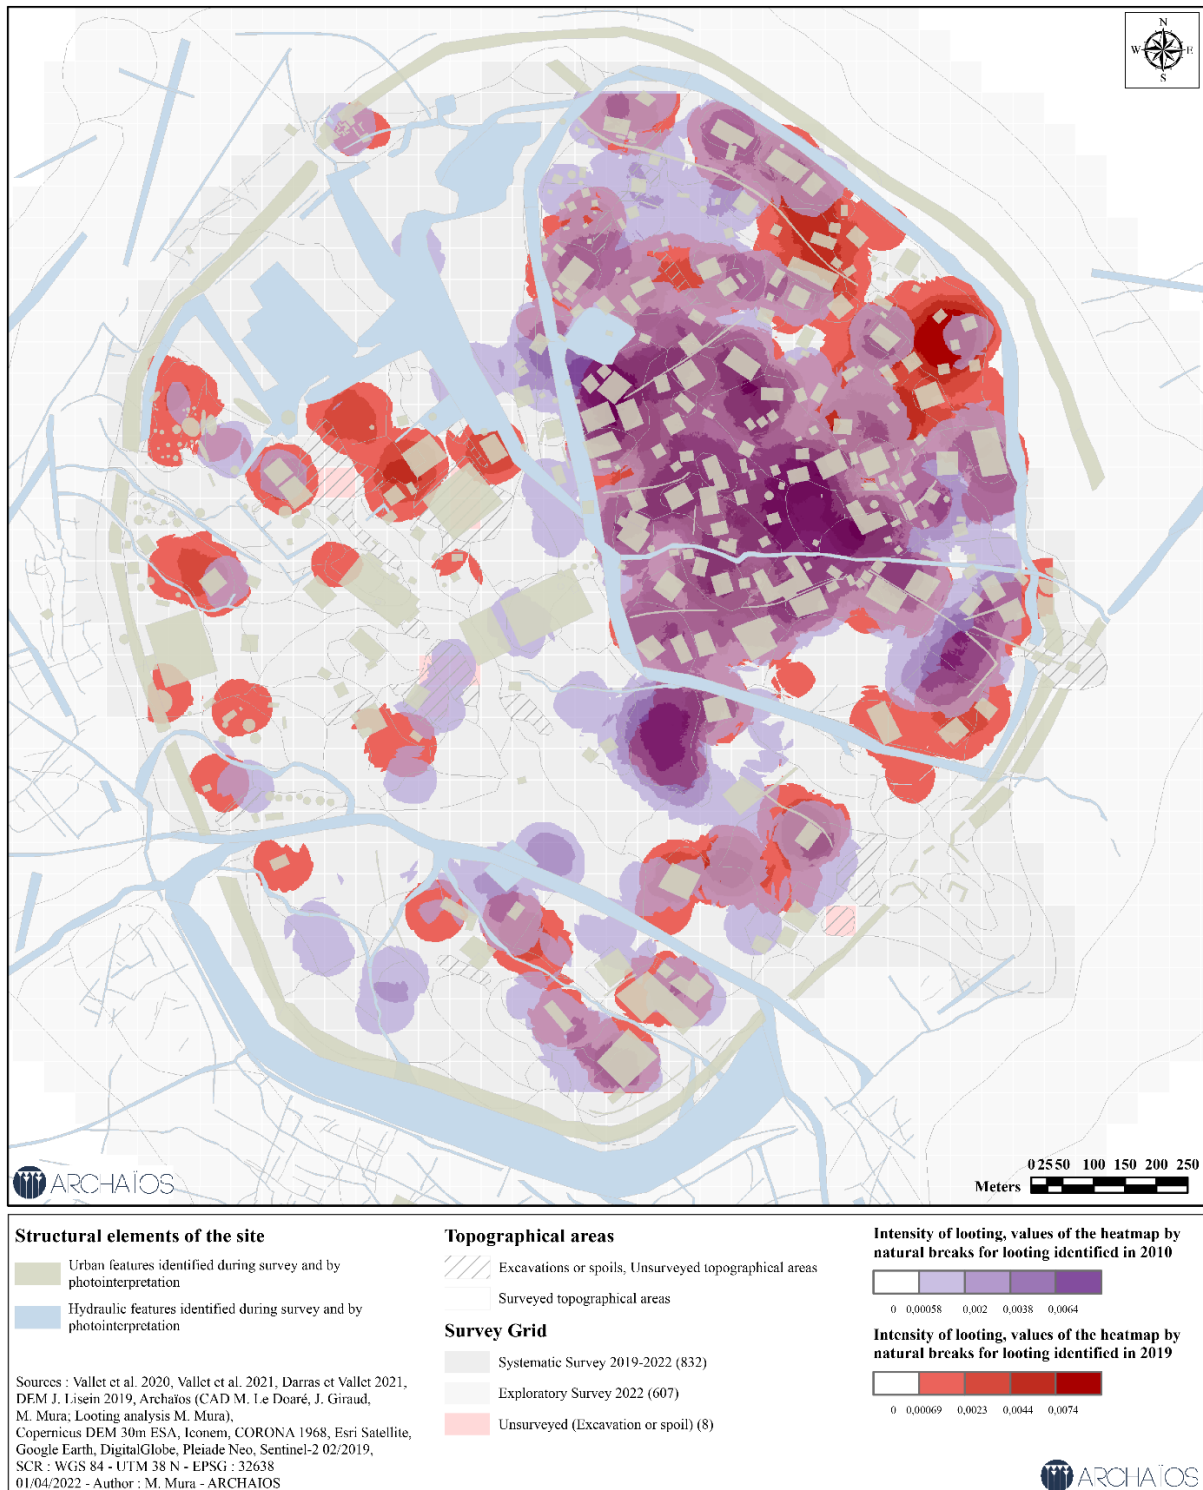 N
W E
S
ARCHAÏOS
0 25 50 100 150 200 250
Meters
Structural elements of the site
Urban features identified during survey and by
photointerpretation
Hydraulic features identified during survey and by
photointerpretation
Sources : Vallet et al. 2020, Vallet et al. 2021, Darras et Vallet 2021,
DEM J. Lisein 2019, Archaïos (CAD M. Le Doaré, J. Giraud,
M. Mura; Looting analysis M. Mura),
Copernicus DEM 30m ESA, Iconem, CORONA 1968, Esri Satellite,
Google Earth, DigitalGlobe, Pleiade Neo, Sentinel-2 02/2019,
SCR : WGS 84 - UTM 38 N - EPSG : 32638
01/04/2022 - Author : M. Mura - ARCHAIOS
Topographical areas
Excavations or spoils, Unsurveyed topographical areas
Surveyed topographical areas
Survey Grid
Systematic Survey 2019-2022 (832)
Exploratory Survey 2022 (607)
Unsurveyed (Excavation or spoil) (8)
Intensity of looting, values of the heatmap by
natural breaks for looting identified in 2010
0 0,00058 0,002 0,0038 0,0064
Intensity of looting, values of the heatmap by
natural breaks for looting identified in 2019
0 0,00069 0,0023 0,0044 0,0074
ARCHAÏOS